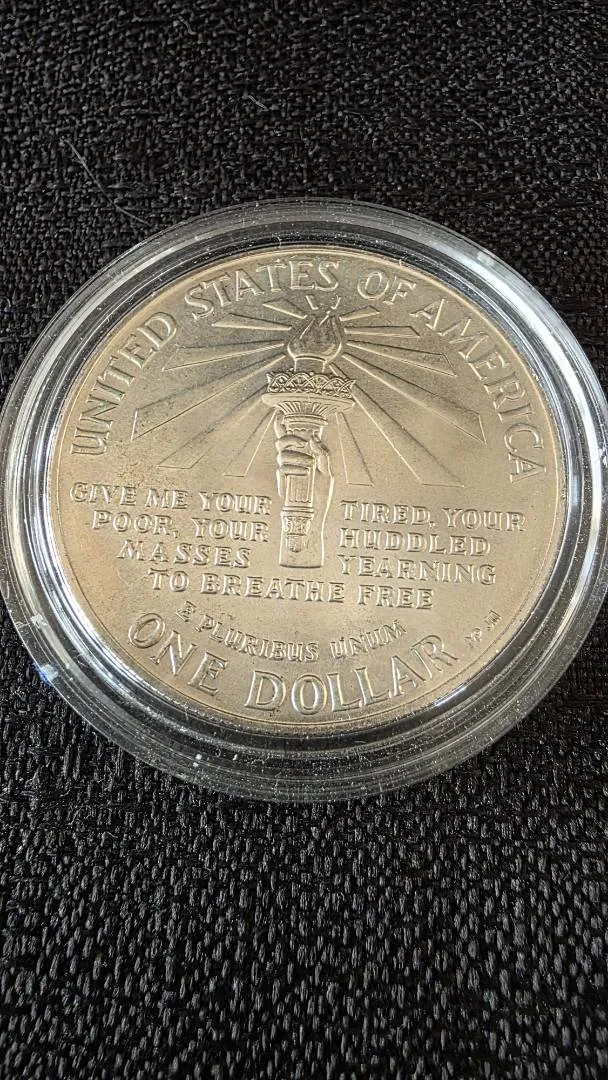 UNITED STATES OF AMERICA
GIVE ME YOUR TIRED, YOUR
POOR, YOUR HUDDLED
MASSES YEARNING
TO BREATHE FREE
E PLURIBUS UNUM
ONE DOLLAR